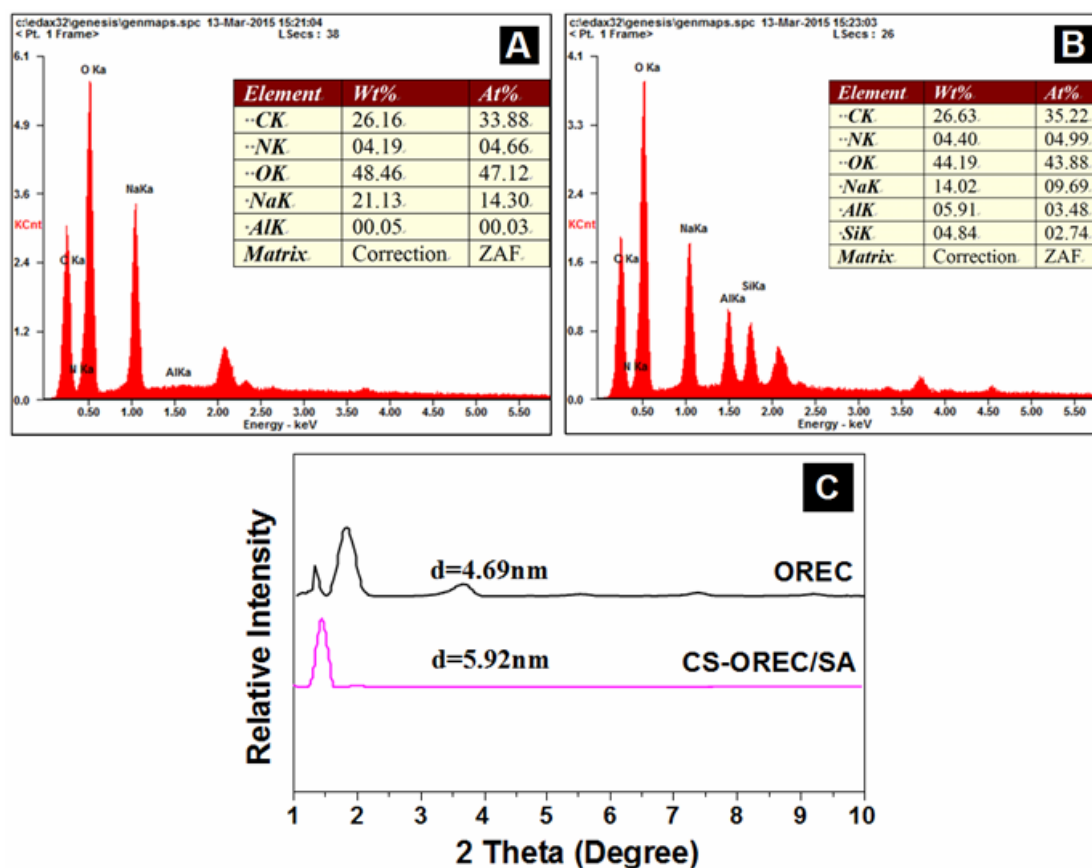 c:\edax32\genesis\genmaps.spc 13-Mar-2015 15:21:04
< Pt. 1 Frame>
LSecs : 38
A
6.1
4.9
3.6
KCnt
2.4
1.2
0.0
O Ka
NaKa
C Ka
N Ka
AlKa
Element Wt% At%
CK 26.16 33.88
NK 04.19 04.66
OK 48.46 47.12
NaK 21.13 14.30
AlK 00.05 00.03
Matrix Correction ZAF
0.50 1.00 1.50 2.00 2.50 3.00 3.50 4.00 4.50 5.00 5.50
Energy - keV
c:\edax32\genesis\genmaps.spc 13-Mar-2015 15:23:03
< Pt. 1 Frame>
LSecs : 26
B
4.1
3.3
2.4
KCnt
1.6
0.8
0.0
O Ka
NaKa
C Ka
SiKa
AlKa
N Ka
Element Wt% At%
CK 26.63 35.22
NK 04.40 04.99
OK 44.19 43.88
NaK 14.02 09.69
AlK 05.91 03.48
SiK 04.84 02.74
Matrix Correction ZAF
0.50 1.00 1.50 2.00 2.50 3.00 3.50 4.00 4.50 5.00 5.50
Energy - keV
C
Relative Intensity
d=4.69nm OREC
d=5.92nm CS-OREC/SA
1 2 3 4 5 6 7 8 9 10
2 Theta (Degree)